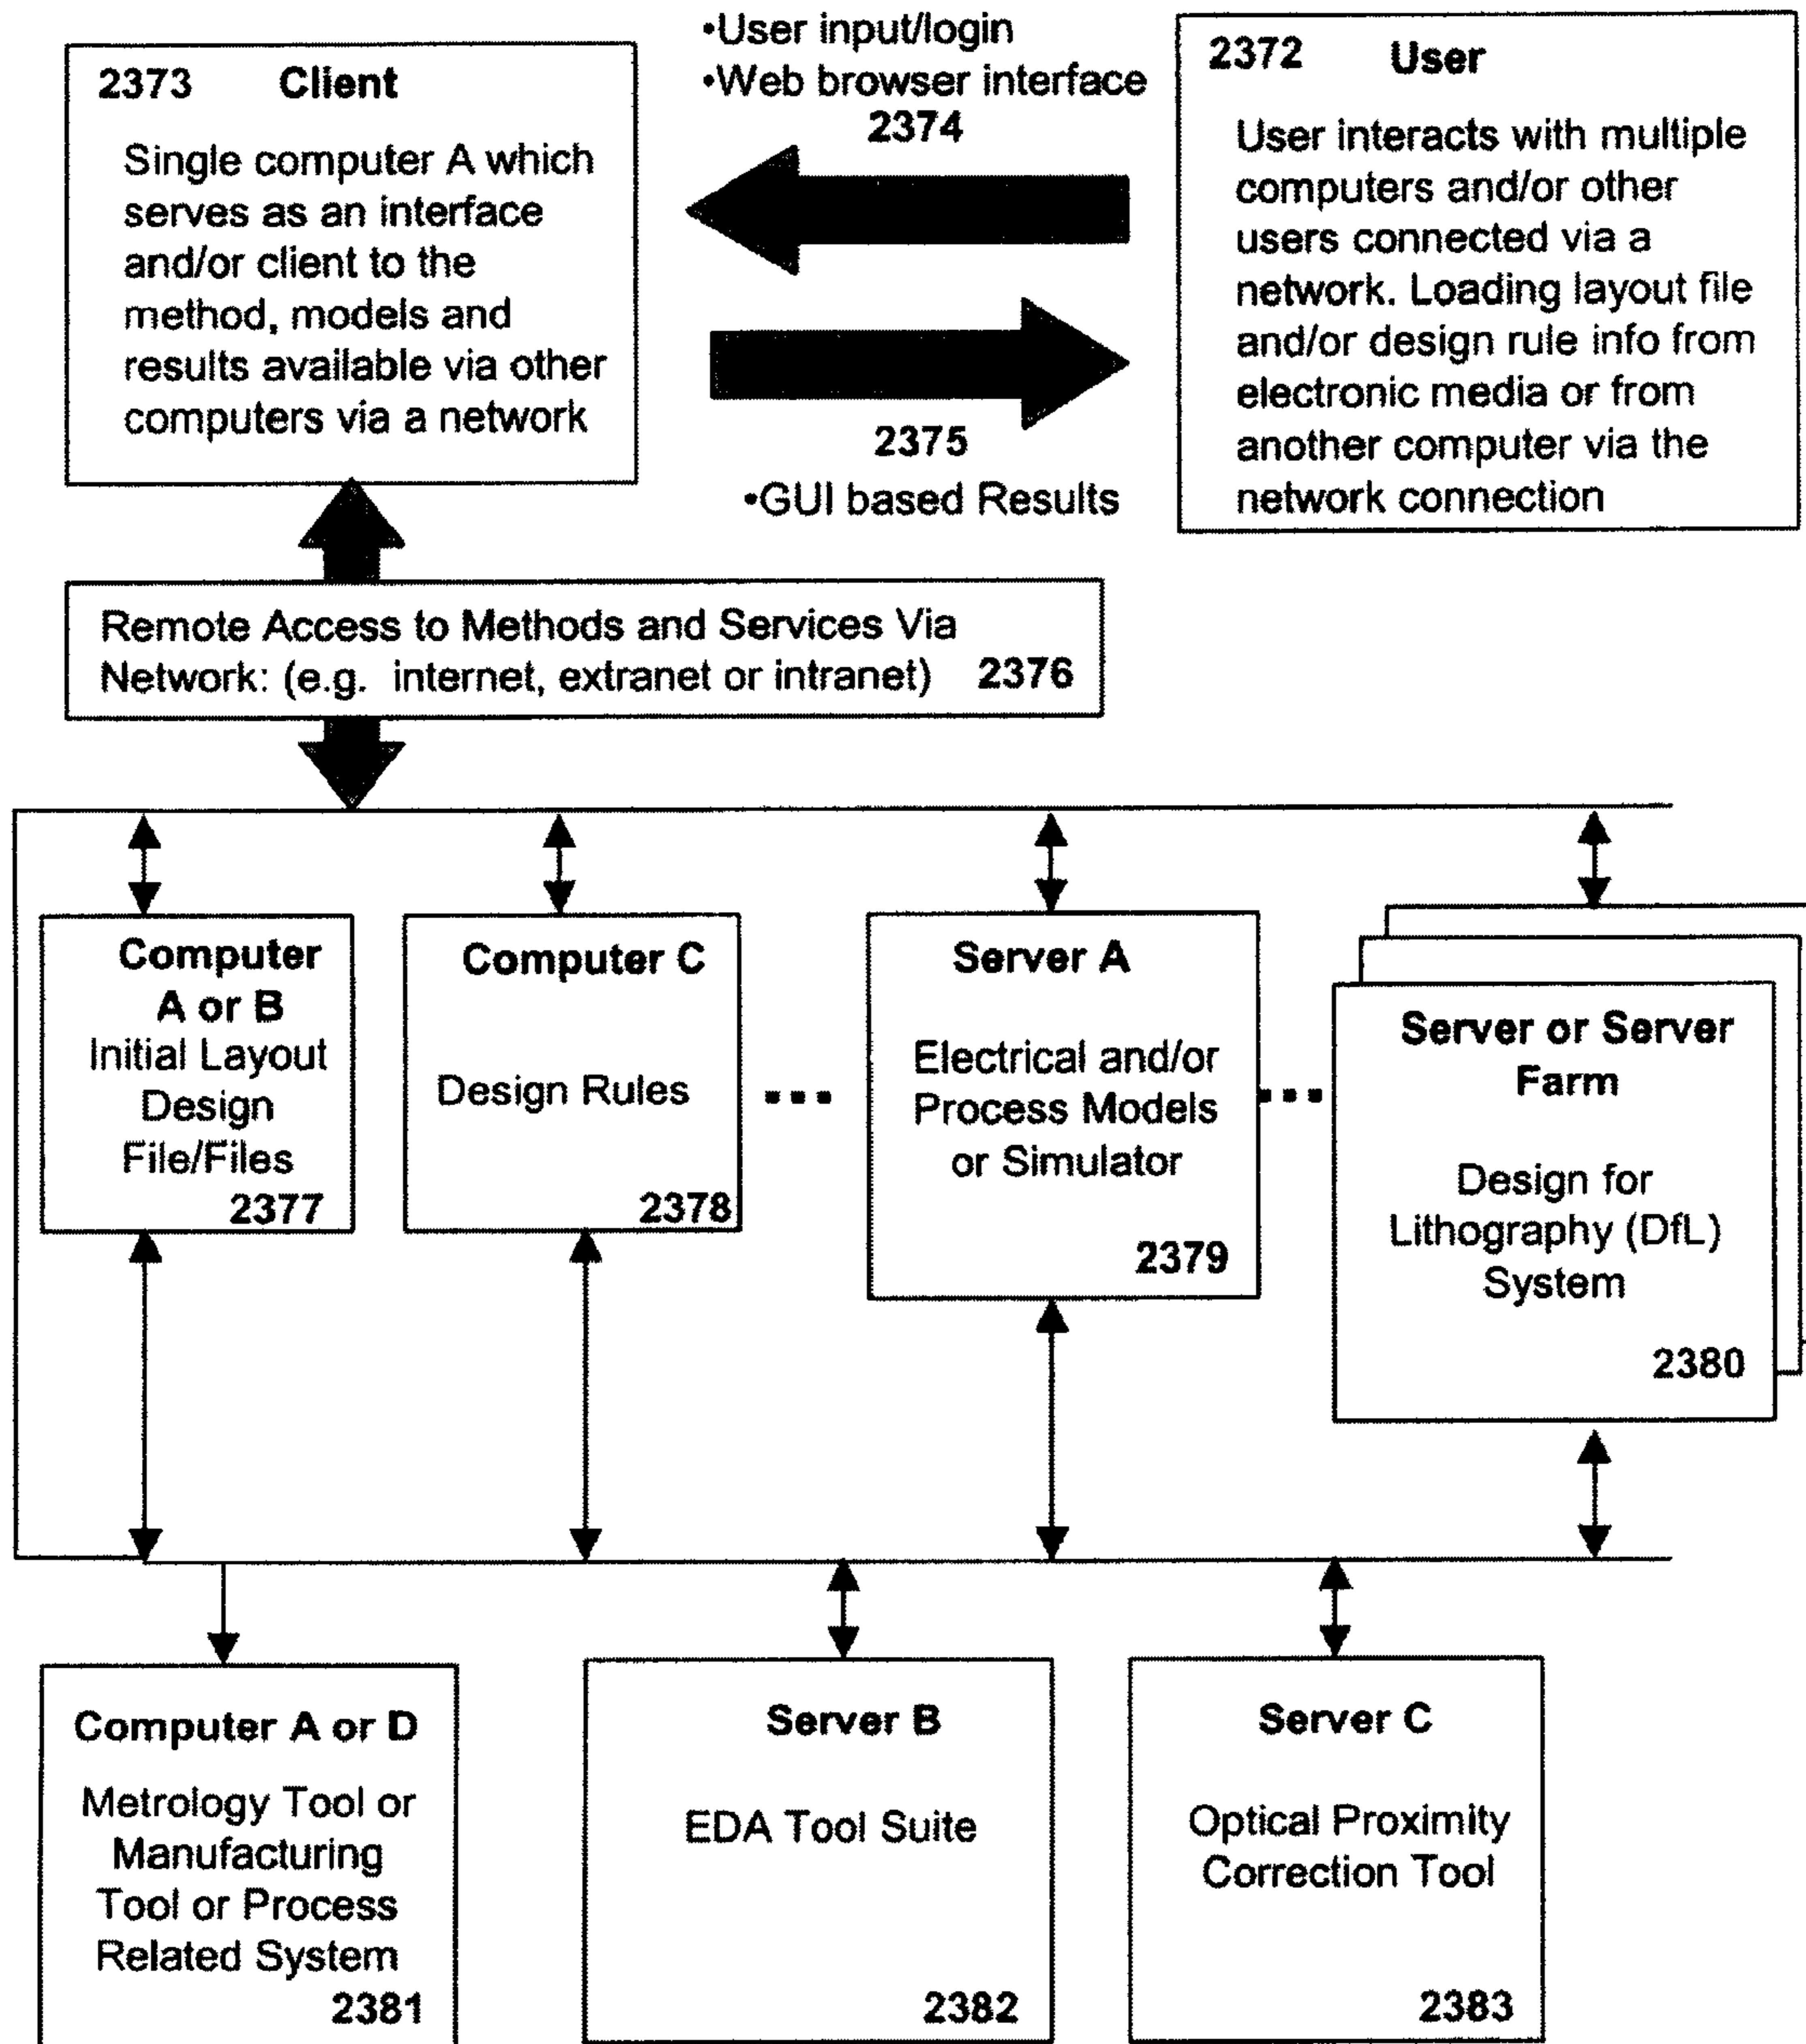 2373 Client
Single computer A which
serves as an interface
and/or client to the
method, models and
results available via other
computers via a network
•User input/login
•Web browser interface
2374
2375
•GUI based Results
2372 User
User interacts with multiple
computers and/or other
users connected via a
network. Loading layout file
and/or design rule info from
electronic media or from
another computer via the
network connection
Remote Access to Methods and Services Via
Network: (e.g. internet, extranet or intranet) 2376
Computer
A or B
Initial Layout
Design
File/Files
2377
Computer C
Design Rules
2378
...
Server A
Electrical and/or
Process Models
or Simulator
2379
...
Server or Server
Farm
Design for
Lithography (DfL)
System
2380
Computer A or D
Metrology Tool or
Manufacturing
Tool or Process
Related System
2381
Server B
EDA Tool Suite
2382
Server C
Optical Proximity
Correction Tool
2383